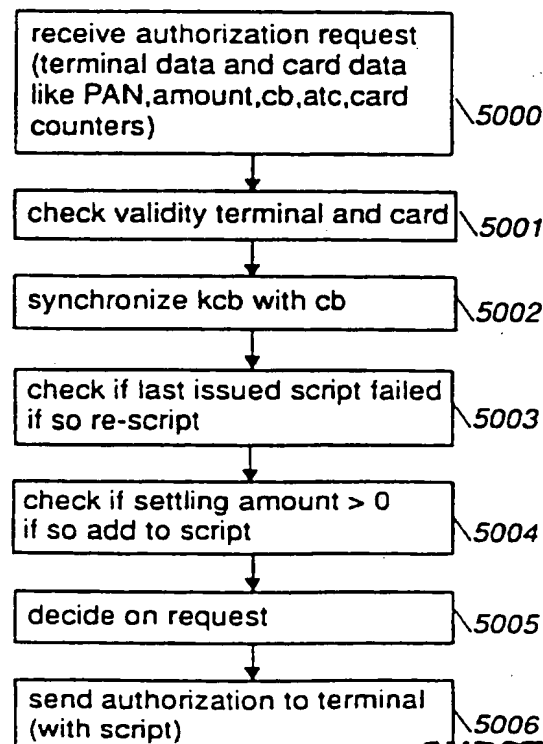 receive authorization request
(terminal data and card data
like PAN,amount,cb,atc,card
counters)
5000
check validity terminal and card
5001
synchronize kcb with cb
5002
check if last issued script failed
if so re-script
5003
check if settling amount > 0
if so add to script
5004
decide on request
5005
send authorization to terminal
(with script)
5006